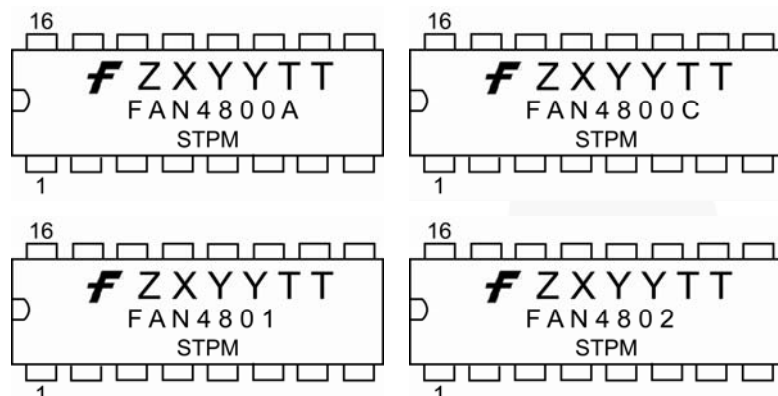 16
ZXYYTT
FAN4800A
STPM
1
16
ZXYYTT
FAN4800C
STPM
1
16
ZXYYTT
FAN4801
STPM
1
16
ZXYYTT
FAN4802
STPM
1